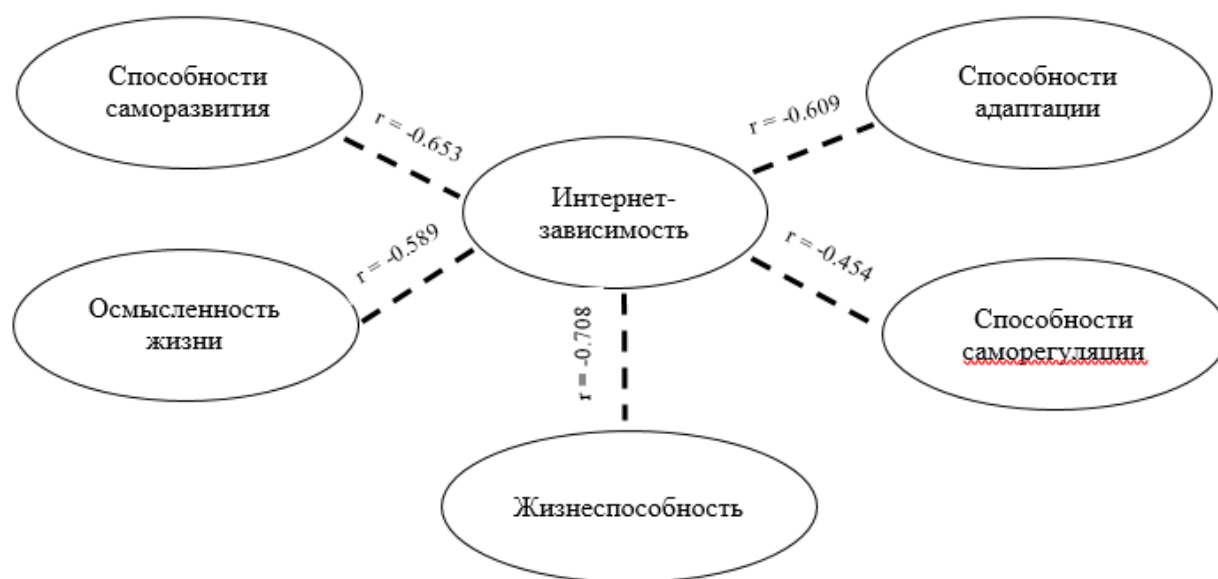 Способности
саморазвития
Способности
адаптации
r = -0.653
r = -0.609
Интернет-
зависимость
r = -0.589
r = -0.454
Осмысленность
жизни
Способности
саморегуляции
r = -0.708
Жизнеспособность